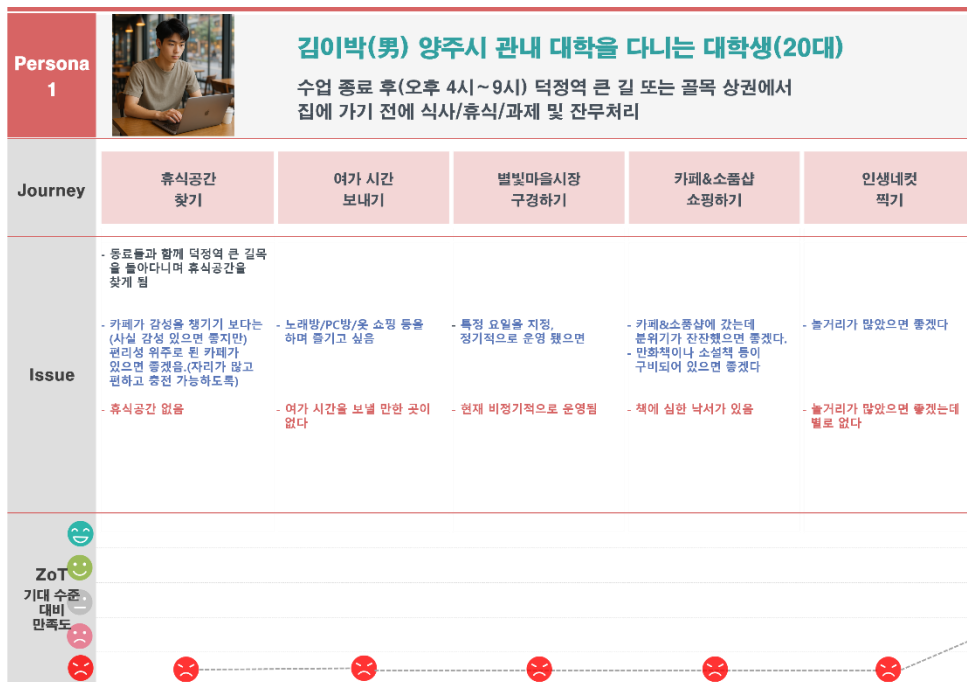 Persona
1
김이박(男) 양주시 관내 대학을 다니는 대학생(20대)
수업 종료 후(오후 4시~9시) 덕정역 큰 길 또는 골목 상권에서
집에 가기 전에 식사/휴식/과제 및 잔무처리
Journey
휴식공간
찾기
여가 시간
보내기
별빛마을시장
구경하기
카페&소품샵
쇼핑하기
인생네컷
찍기
Issue
- 동료들과 함께 덕정역 큰 길목
을 돌아다니며 휴식공간을
찾게 됨
- 카페가 감성을 챙기기 보다는
(사실 감성 있으면 좋지만)
편리성 위주로 된 카페가
있으면 좋겠음.(자리가 많고
편하고 충전 가능하도록)
- 휴식공간 없음
- 노래방/PC방/옷 쇼핑 등을
하며 즐기고 싶음
- 여가 시간을 보낼 만한 곳이
없다
- 특정 요일을 지정,
정기적으로 운영 됐으면
- 현재 비정기적으로 운영됨
- 카페&소품샵에 갔는데
분위기가 잔잔했으면 좋겠다.
- 만화책이나 소설책 등이
구비되어 있으면 좋겠다
- 책에 심한 낙서가 있음
- 놀거리가 많았으면 좋겠다
- 놀거리가 많았으면 좋겠는데
별로 없다
ZoT
기대 수준
대비
만족도